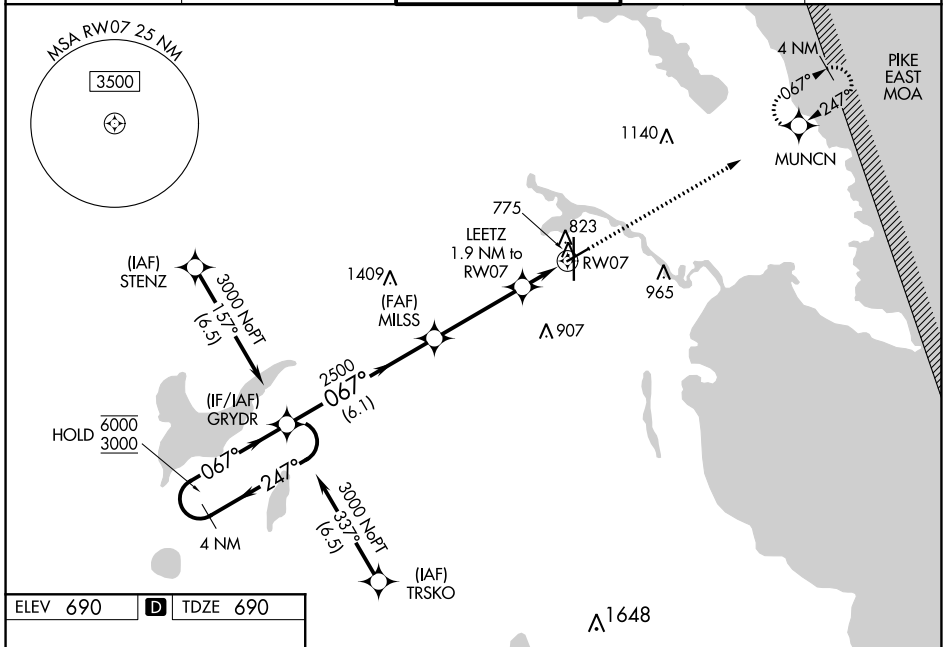 MSA RW07 25 NM
3500
4 NM
067°
247°
MUNCN
PIKE
EAST
MOA
1140
775
823
LEETZ
1.9 NM to
RW07
RW07
965
(IAF)
STENZ
3000 NoPT
157°
(6.5)
1409
(FAF)
MILSS
907
2500
067°
(6.1)
(IF/IAF)
GRYDR
HOLD
6000
3000
067°
247°
4 NM
3000 NoPT
337°
(6.5)
(IAF)
TRSKO
1648
ELEV 690 D TDZE 690